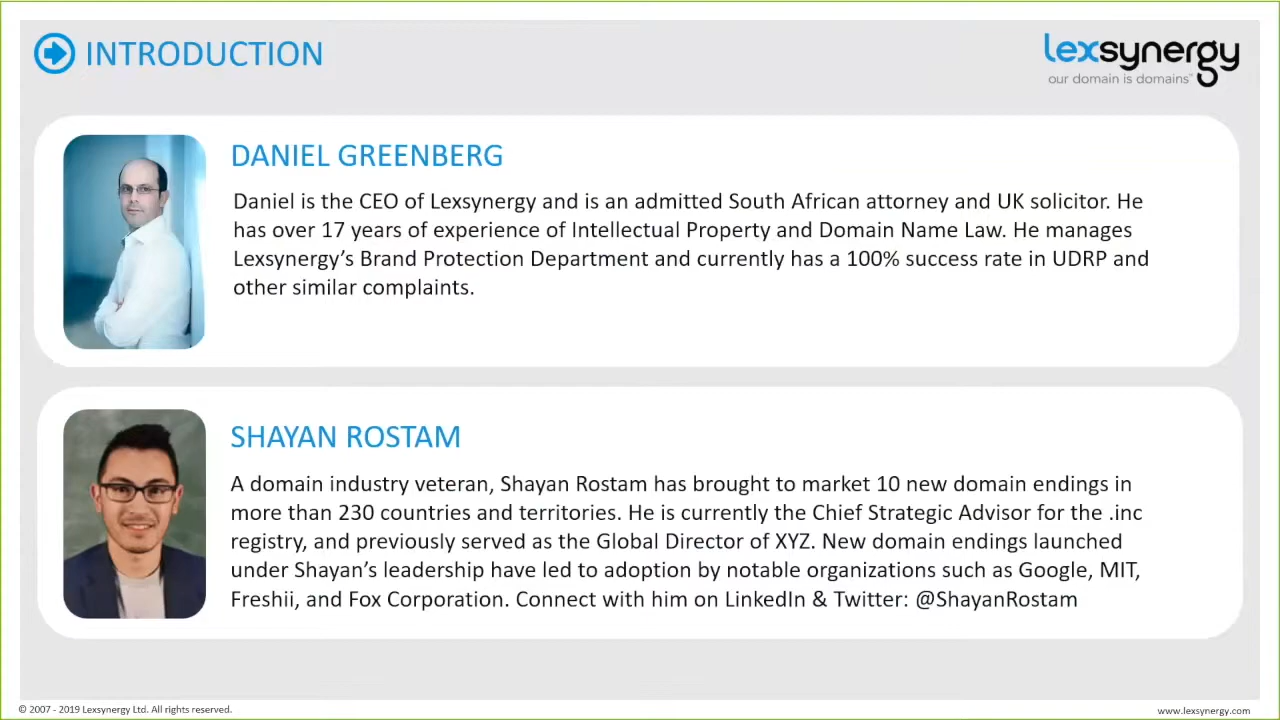 INTRODUCTION
lexsynergy
our domain is domains™
DANIEL GREENBERG
Daniel is the CEO of Lexsynergy and is an admitted South African attorney and UK solicitor. He
has over 17 years of experience of Intellectual Property and Domain Name Law. He manages
Lexsynergy’s Brand Protection Department and currently has a 100% success rate in UDRP and
other similar complaints.
SHAYAN ROSTAM
A domain industry veteran, Shayan Rostam has brought to market 10 new domain endings in
more than 230 countries and territories. He is currently the Chief Strategic Advisor for the .inc
registry, and previously served as the Global Director of XYZ. New domain endings launched
under Shayan’s leadership have led to adoption by notable organizations such as Google, MIT,
Freshii, and Fox Corporation. Connect with him on LinkedIn & Twitter: @ShayanRostam
© 2007 - 2019 Lexsynergy Ltd. All rights reserved.
www.lexsynergy.com